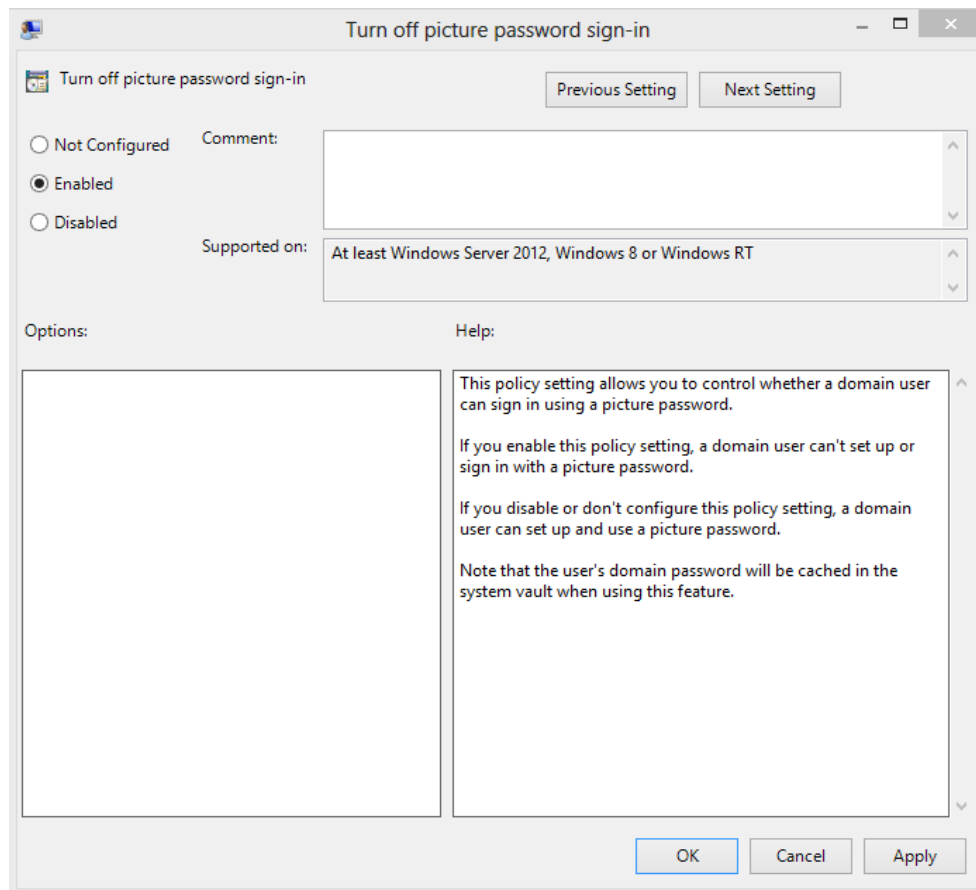 Turn off picture password sign-in
Turn off picture password sign-in
Previous Setting
Next Setting
Not Configured
Comment:
Enabled
Disabled
Supported on:
At least Windows Server 2012, Windows 8 or Windows RT
Options:
Help:
This policy setting allows you to control whether a domain user
can sign in using a picture password.
If you enable this policy setting, a domain user can't set up or
sign in with a picture password.
If you disable or don't configure this policy setting, a domain
user can set up and use a picture password.
Note that the user's domain password will be cached in the
system vault when using this feature.
OK
Cancel
Apply